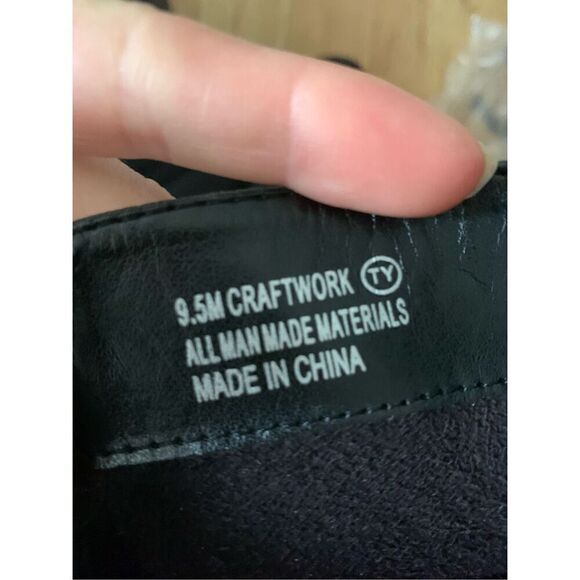 9.5M CRAFTWORK TY
ALL MAN MADE MATERIALS
MADE IN CHINA